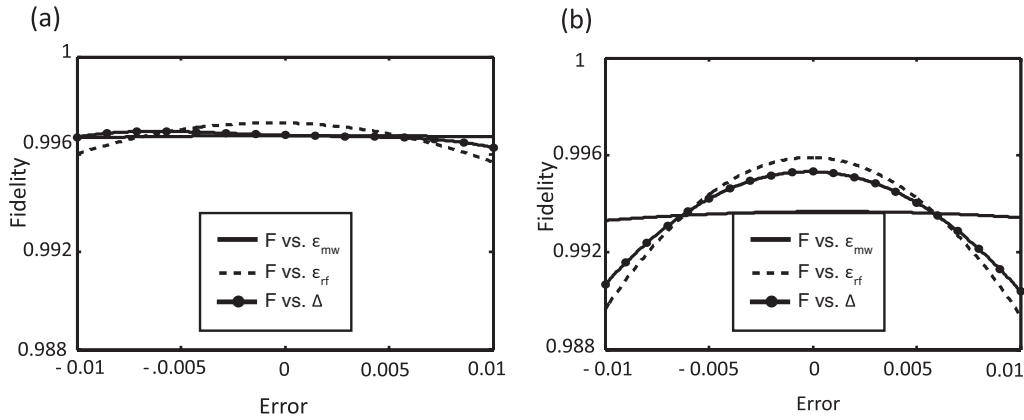 (a)
1
0.996
0.992
0.988
Fidelity
F vs. εmw
F vs. εrf
F vs. Δ
- 0.01
-.0.005
0
0.005
0.01
Error
(b)
1
0.996
0.992
0.988
Fidelity
F vs. εmw
F vs. εrf
F vs. Δ
- 0.01
- 0.005
0
0.005
0.01
Error